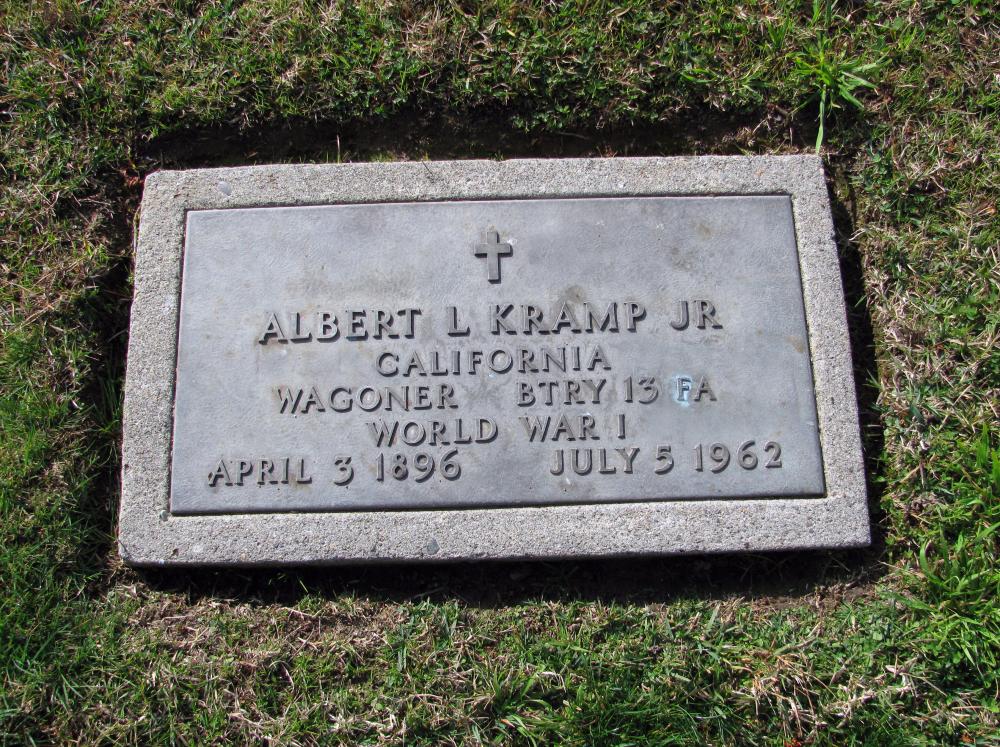 ALBERT L KRAMP JR
CALIFORNIA
WAGONER BTRY 13 FA
WORLD WAR I
APRIL 3 1896 JULY 5 1962